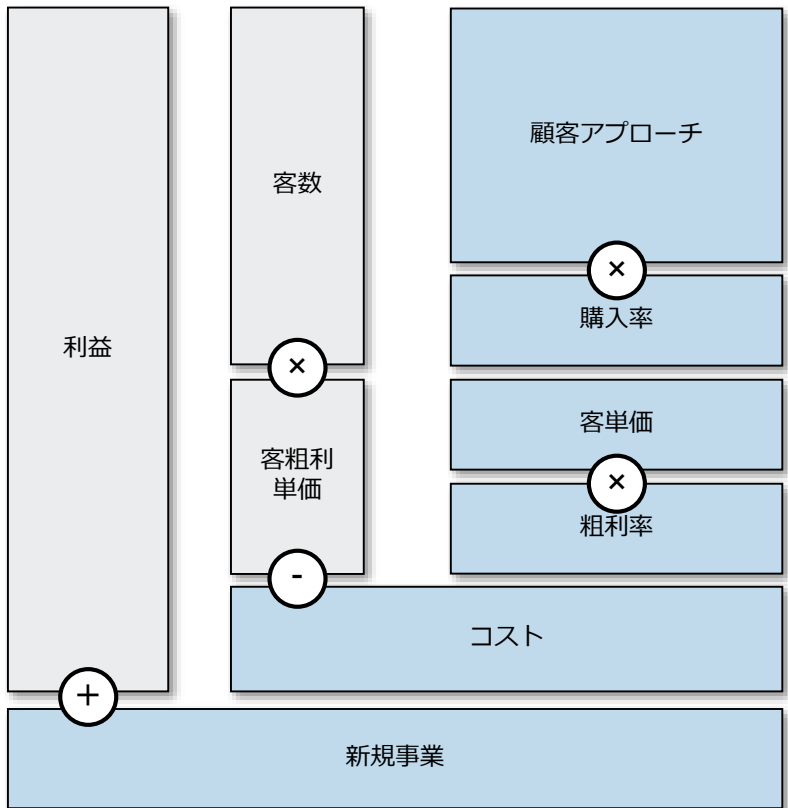 利益
客数
×
客粗利
単価
-
顧客アプローチ
×
購入率
客単価
×
粗利率
コスト
+
新規事業